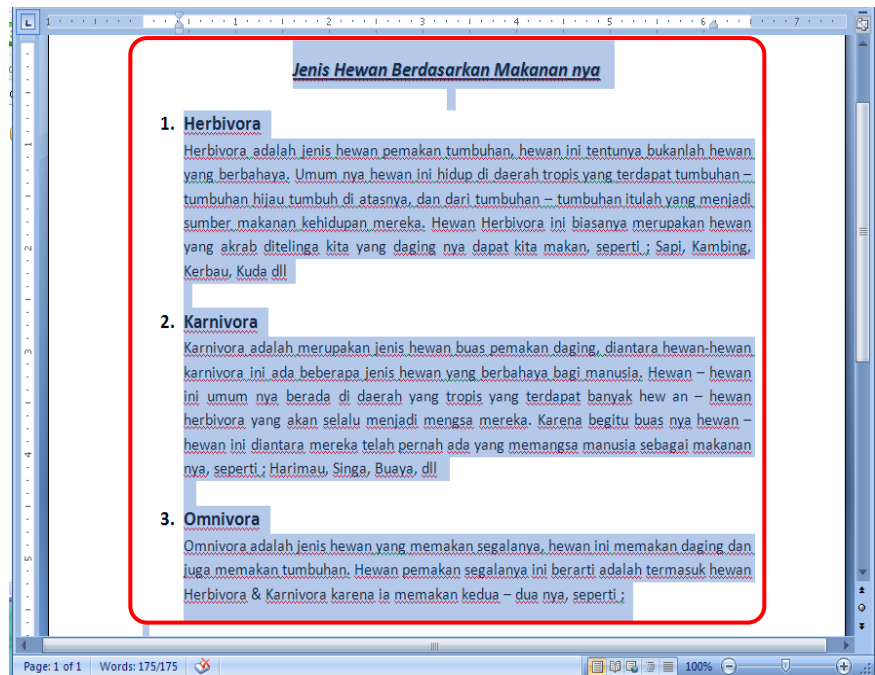 Jenis Hewan Berdasarkan Makanan nya
1. Herbivora
Herbivora adalah jenis hewan pemakan tumbuhan, hewan ini tentunya bukanlah hewan
yang berbahaya. Umum nya hewan ini hidup di daerah tropis yang terdapat tumbuhan –
tumbuhan hijau tumbuh di atasnya, dan dari tumbuhan – tumbuhan itulah yang menjadi
sumber makanan kehidupan mereka. Hewan Herbivora ini biasanya merupakan hewan
yang akrab ditelinga kita yang daging nya dapat kita makan, seperti ; Sapi, Kambing,
Kerbau, Kuda dll
2. Karnivora
Karnivora adalah merupakan jenis hewan buas pemakan daging, diantara hewan-hewan
karnivora ini ada beberapa jenis hewan yang berbahaya bagi manusia. Hewan – hewan
ini umum nya berada di daerah yang tropis yang terdapat banyak hew an – hewan
herbivora yang akan selalu menjadi mengsa mereka. Karena begitu buas nya hewan –
hewan ini diantara mereka telah pernah ada yang memangsa manusia sebagai makanan
nya, seperti ; Harimau, Singa, Buaya, dll
3. Omnivora
Omnivora adalah jenis hewan yang memakan segalanya, hewan ini memakan daging dan
juga memakan tumbuhan. Hewan pemakan segalanya ini berarti adalah termasuk hewan
Herbivora & Karnivora karena ia memakan kedua – dua nya, seperti ;
Page: 1 of 1 Words: 175/175 100%